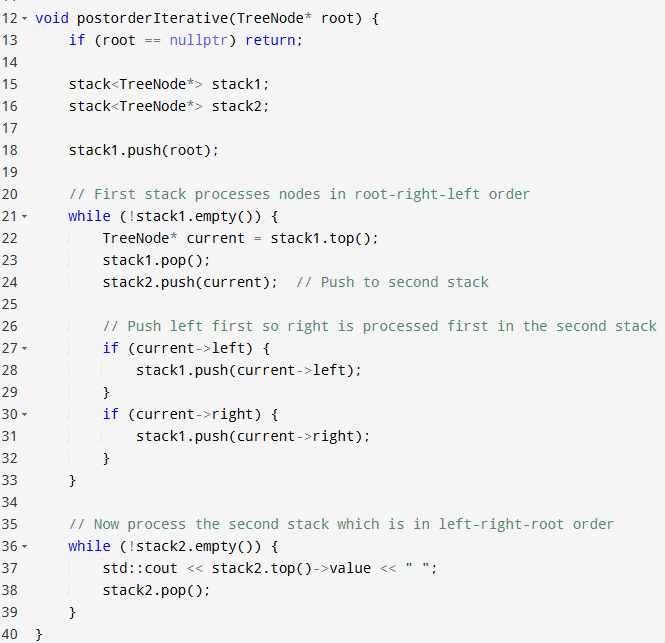 12 void postorderIterative(TreeNode* root) {
13     if (root == nullptr) return;
14
15     stack<TreeNode*> stack1;
16     stack<TreeNode*> stack2;
17
18     stack1.push(root);
19
20     // First stack processes nodes in root-right-left order
21     while (!stack1.empty()) {
22         TreeNode* current = stack1.top();
23         stack1.pop();
24         stack2.push(current);  // Push to second stack
25
26         // Push left first so right is processed first in the second stack
27         if (current->left) {
28             stack1.push(current->left);
29         }
30         if (current->right) {
31             stack1.push(current->right);
32         }
33     }
34
35     // Now process the second stack which is in left-right-root order
36     while (!stack2.empty()) {
37         std::cout << stack2.top()->value << " ";
38         stack2.pop();
39     }
40 }